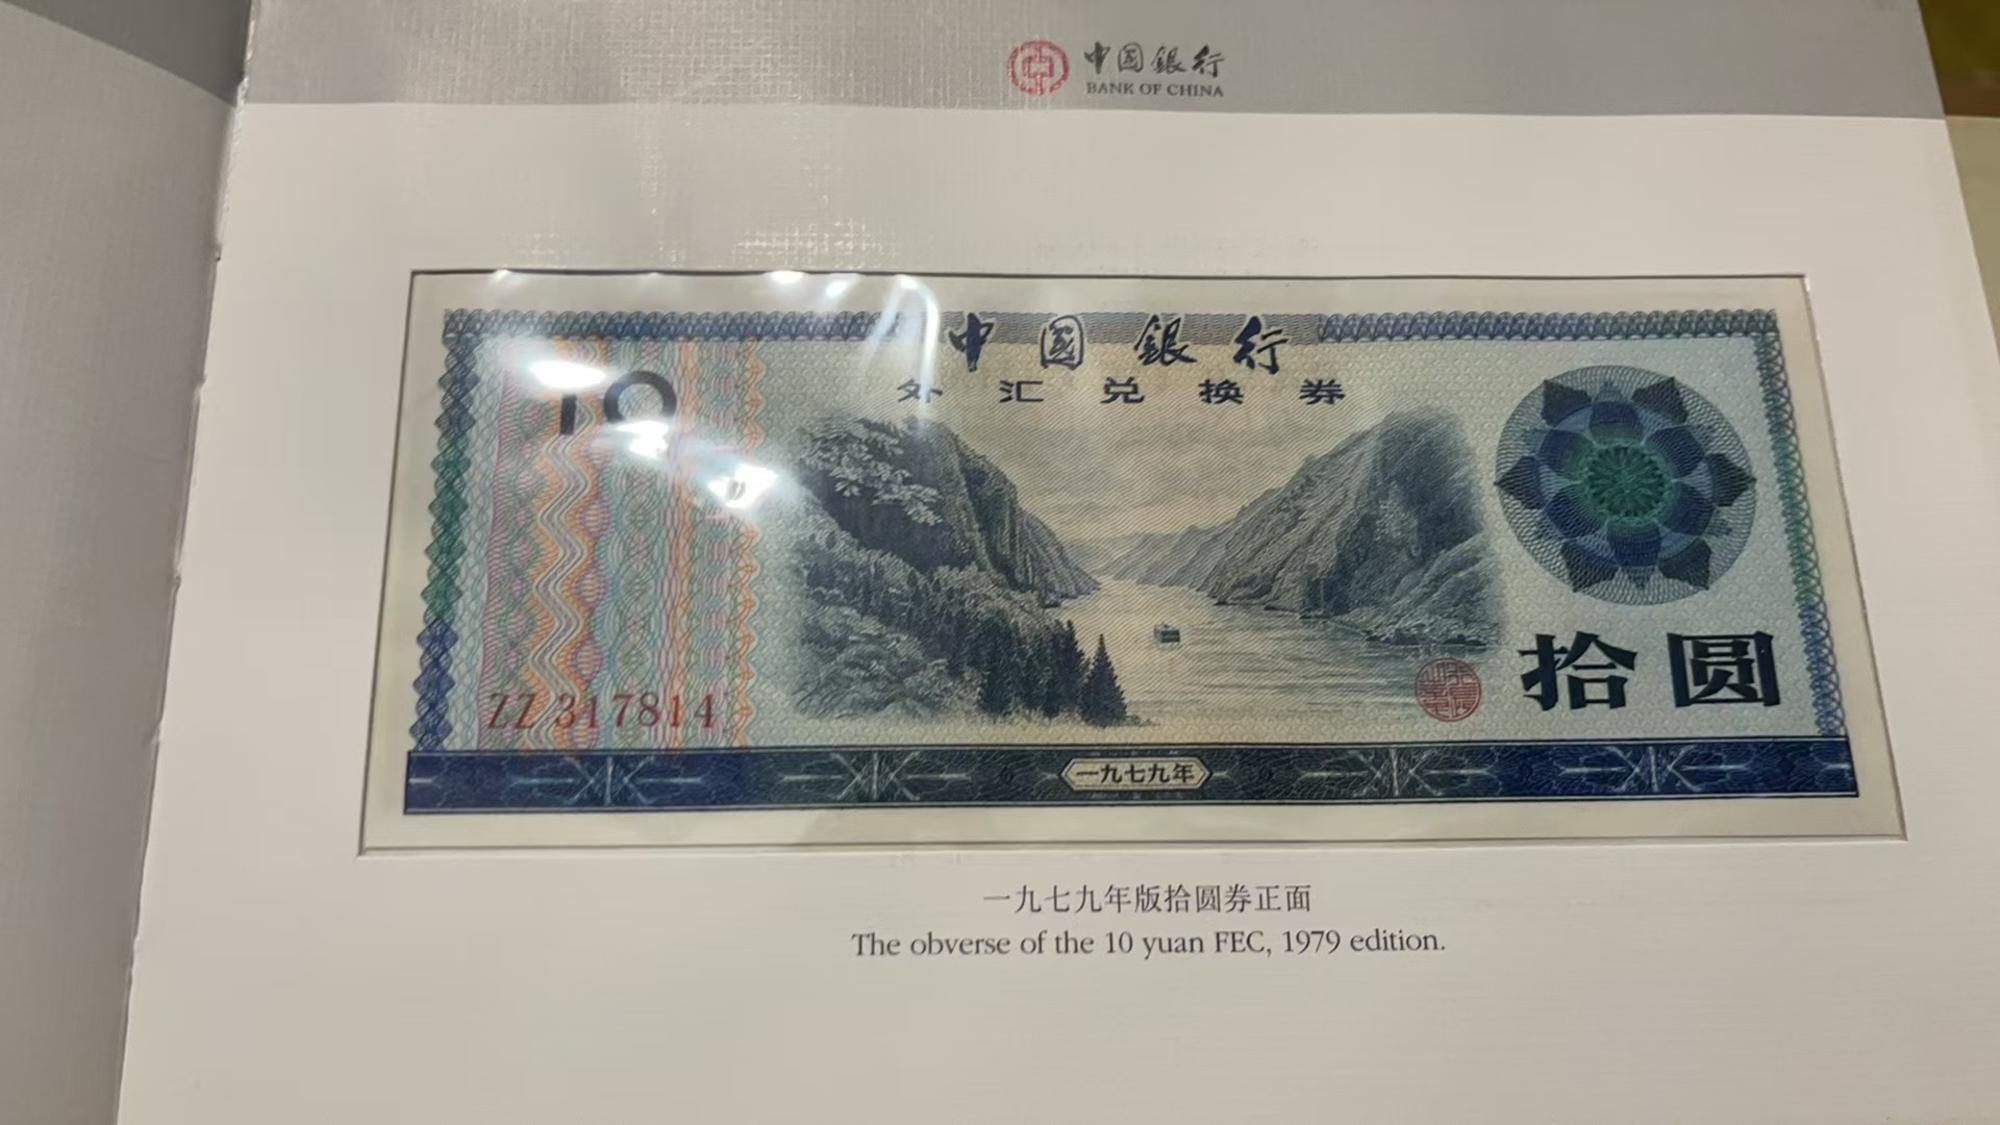 中国銀行
BANK OF CHINA
中国銀行
外汇兑换券
10
拾圆
ZZ 317814
一九七九年
一九七九年版拾圆券正面
The obverse of the 10 yuan FEC, 1979 edition.